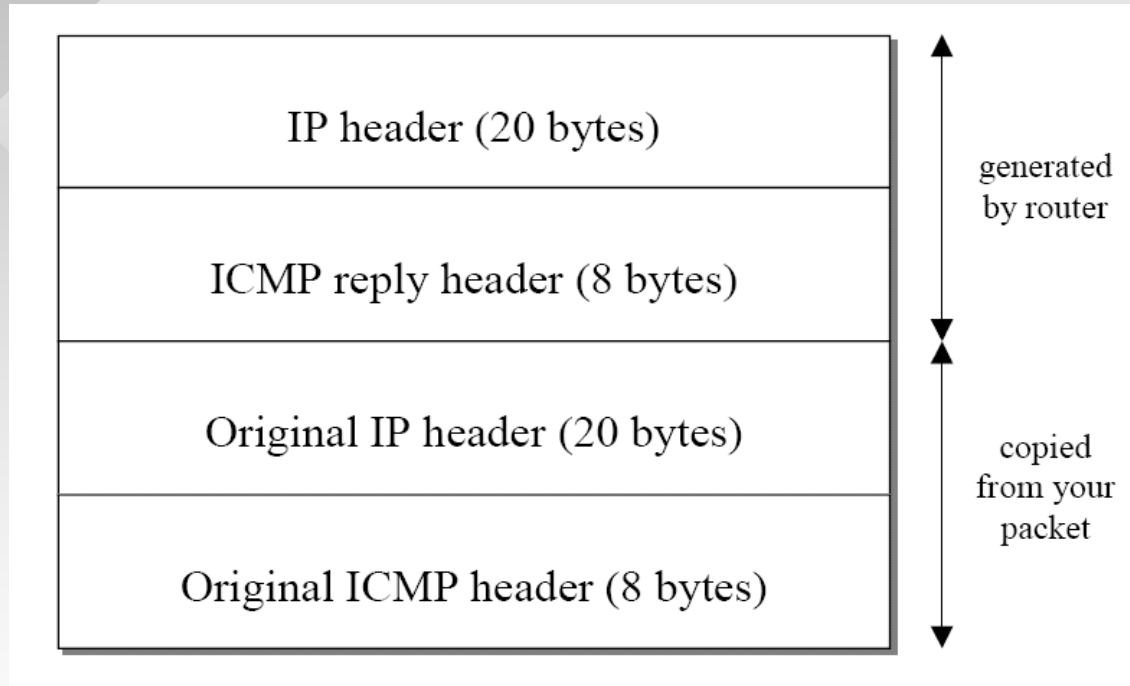 IP header (20 bytes)
generated
by router
ICMP reply header (8 bytes)
Original IP header (20 bytes)
copied
from your
packet
Original ICMP header (8 bytes)